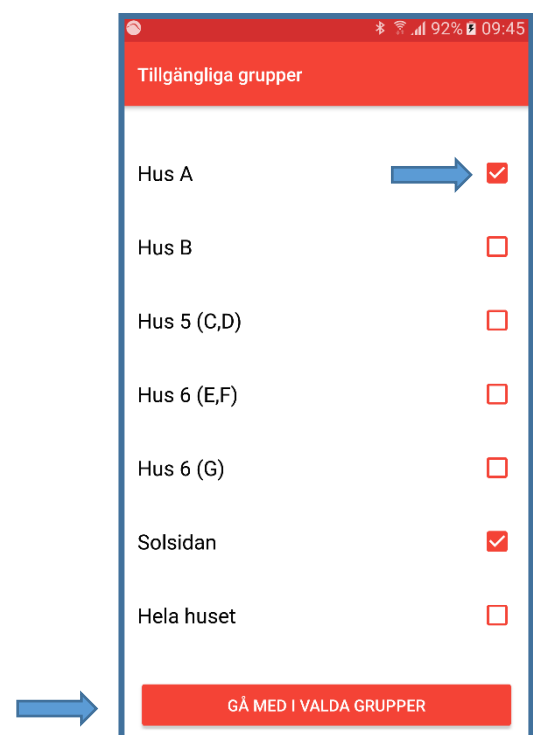 92% 09:45
Tillgängliga grupper
Hus A
Hus B
Hus 5 (C,D)
Hus 6 (E,F)
Hus 6 (G)
Solsidan
Hela huset
GÅ MED I VALDA GRUPPER